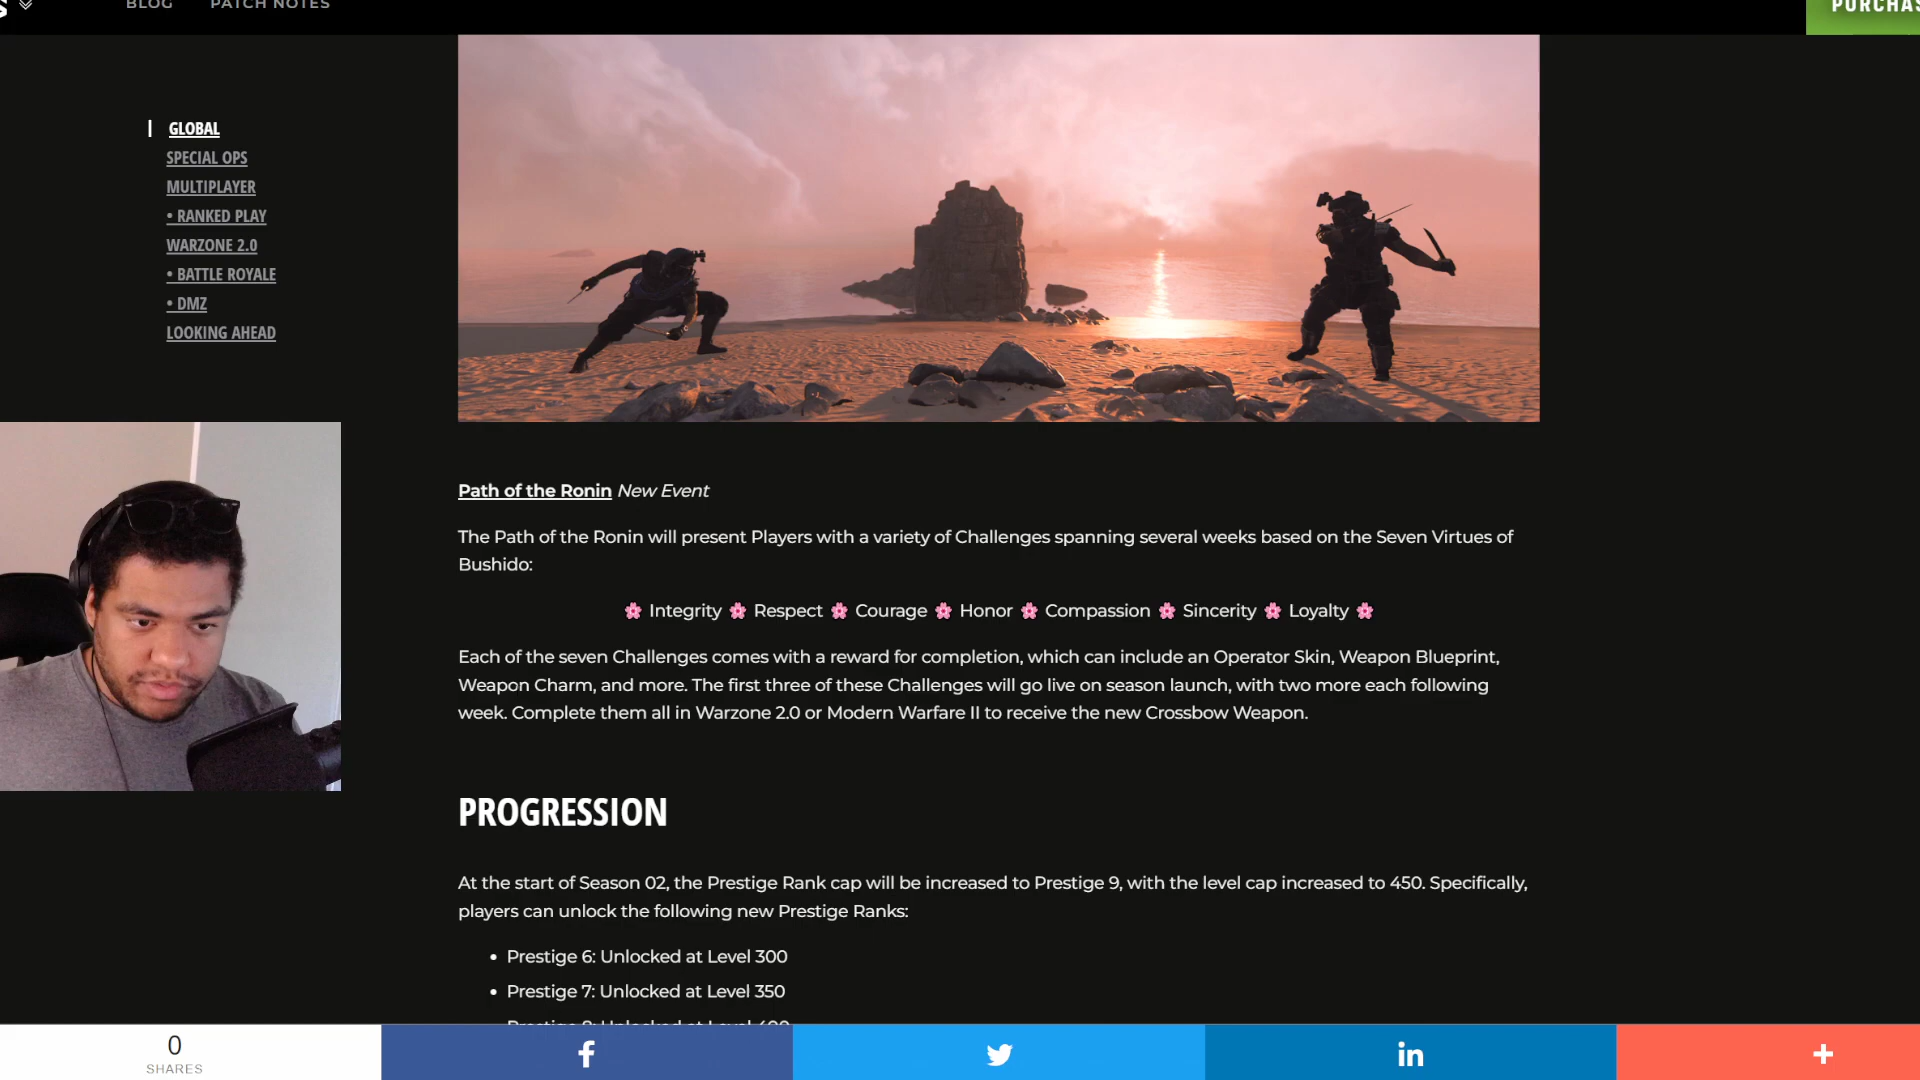 BLOG
PATCH NOTES
GLOBAL
SPECIAL OPS
MULTIPLAYER
• RANKED PLAY
WARZONE 2.0
• BATTLE ROYALE
• DMZ
LOOKING AHEAD
Path of the Ronin New Event
The Path of the Ronin will present Players with a variety of Challenges spanning several weeks based on the Seven Virtues of
Bushido:
🌸 Integrity 🌸 Respect 🌸 Courage 🌸 Honor 🌸 Compassion 🌸 Sincerity 🌸 Loyalty 🌸
Each of the seven Challenges comes with a reward for completion, which can include an Operator Skin, Weapon Blueprint,
Weapon Charm, and more. The first three of these Challenges will go live on season launch, with two more each following
week. Complete them all in Warzone 2.0 or Modern Warfare II to receive the new Crossbow Weapon.
PROGRESSION
At the start of Season 02, the Prestige Rank cap will be increased to Prestige 9, with the level cap increased to 450. Specifically,
players can unlock the following new Prestige Ranks:
• Prestige 6: Unlocked at Level 300
• Prestige 7: Unlocked at Level 350
Prestige 8: Unlocked at Level 400
0
SHARES